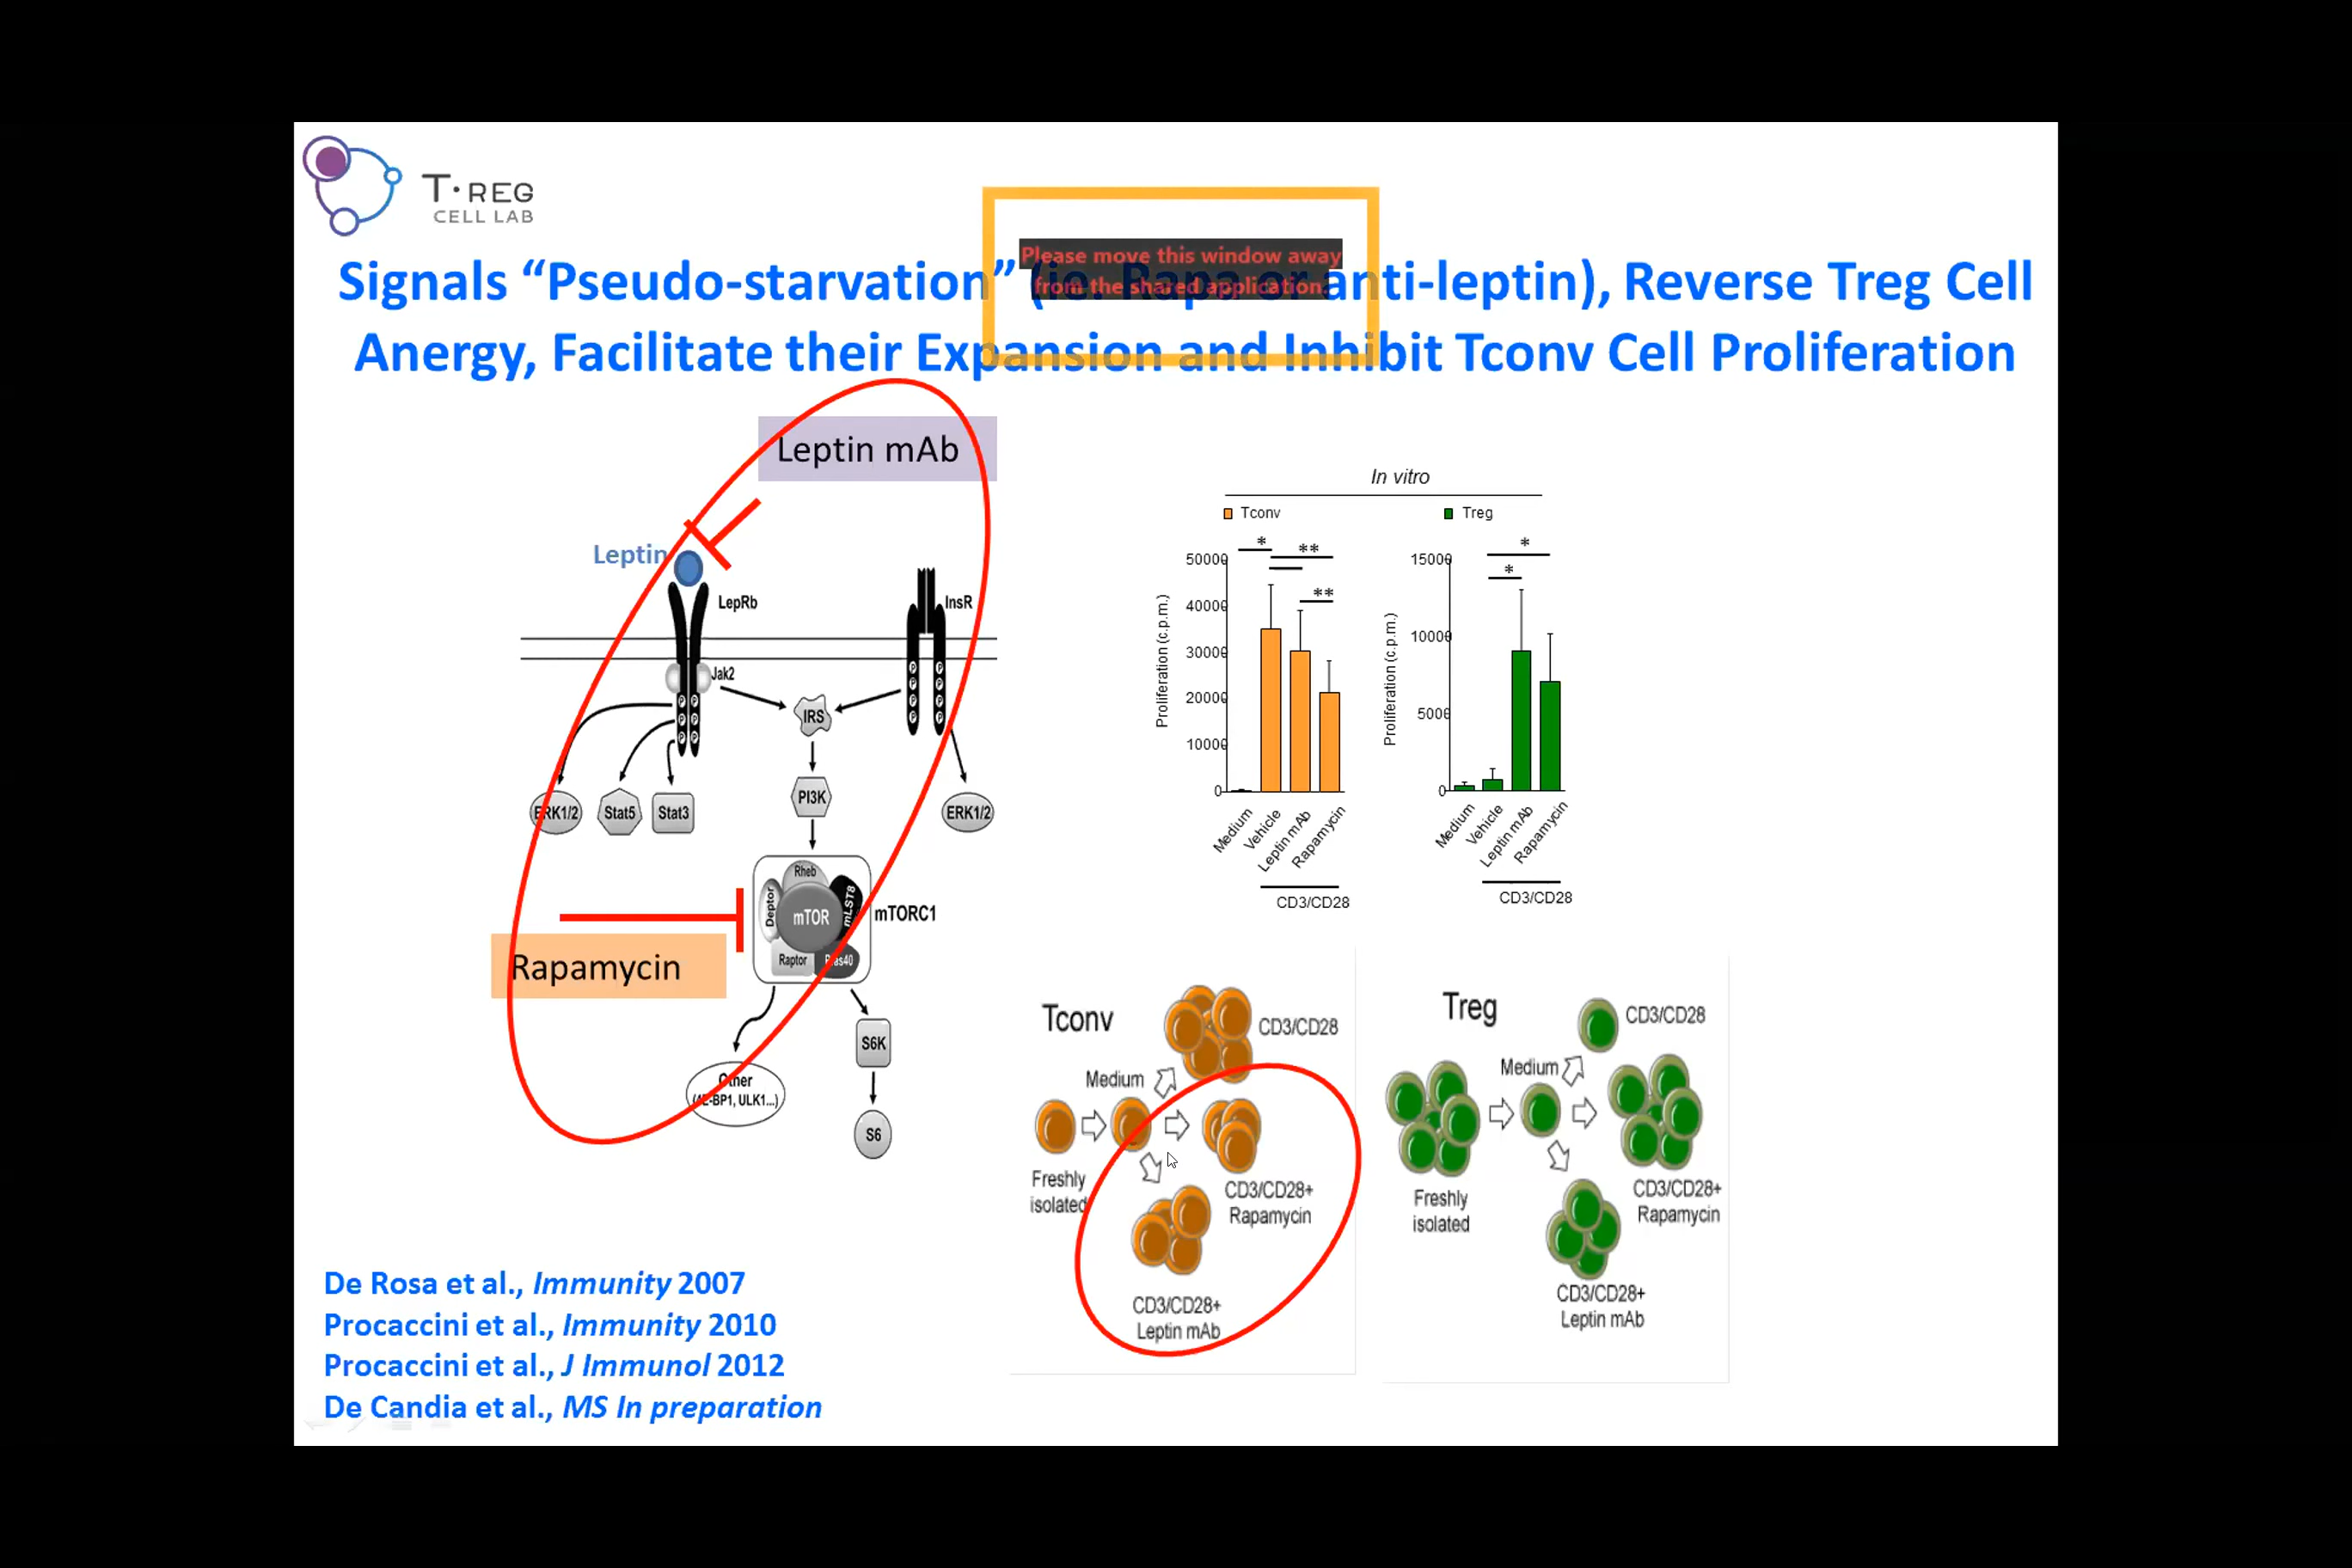 T·REG
CELL LAB
Please move this window away
from the shared application.
Signals “Pseudo-starvation” (ie. Rapa or anti-leptin), Reverse Treg Cell
Anergy, Facilitate their Expansion and Inhibit Tconv Cell Proliferation
Leptin mAb
Leptin
LepRb
InsR
Jak2
P P
P P
P P
P P
P P
P P
P P
IRS
PI3K
ERK1/2
Stat5
Stat3
ERK1/2
Rheb
Deptor
mTOR
mLST8
mTORC1
Raptor
Pras40
Rapamycin
S6K
Other
(4E-BP1, ULK1...)
S6
In vitro
Tconv
Treg
* **
**
Proliferation (c.p.m.)
50000
40000
30000
20000
10000
0
Medium
Vehicle
Leptin mAb
Rapamycin
CD3/CD28
*
*
Proliferation (c.p.m.)
15000
10000
5000
0
Medium
Vehicle
Leptin mAb
Rapamycin
CD3/CD28
Tconv
CD3/CD28
Medium
Freshly
isolated
CD3/CD28+
Rapamycin
CD3/CD28+
Leptin mAb
Treg
CD3/CD28
Medium
Freshly
isolated
CD3/CD28+
Rapamycin
CD3/CD28+
Leptin mAb
De Rosa et al., Immunity 2007
Procaccini et al., Immunity 2010
Procaccini et al., J Immunol 2012
De Candia et al., MS In preparation